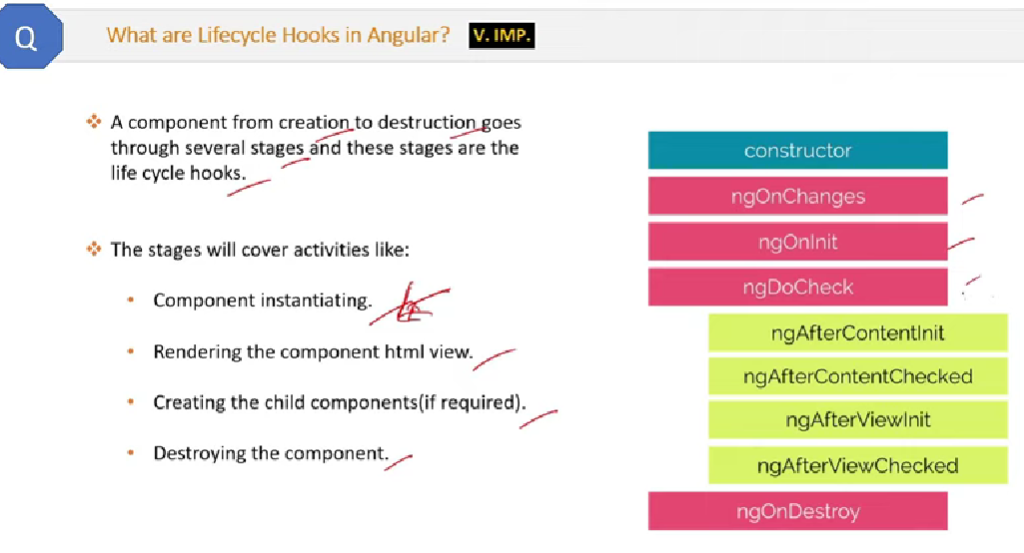 Q
What are Lifecycle Hooks in Angular? V. IMP.
A component from creation to destruction goes
through several stages and these stages are the
life cycle hooks.
The stages will cover activities like:
Component instantiating.
Rendering the component html view.
Creating the child components(if required).
Destroying the component.
constructor
ngOnChanges
ngOnInit
ngDoCheck
ngAfterContentInit
ngAfterContentChecked
ngAfterViewInit
ngAfterViewChecked
ngOnDestroy